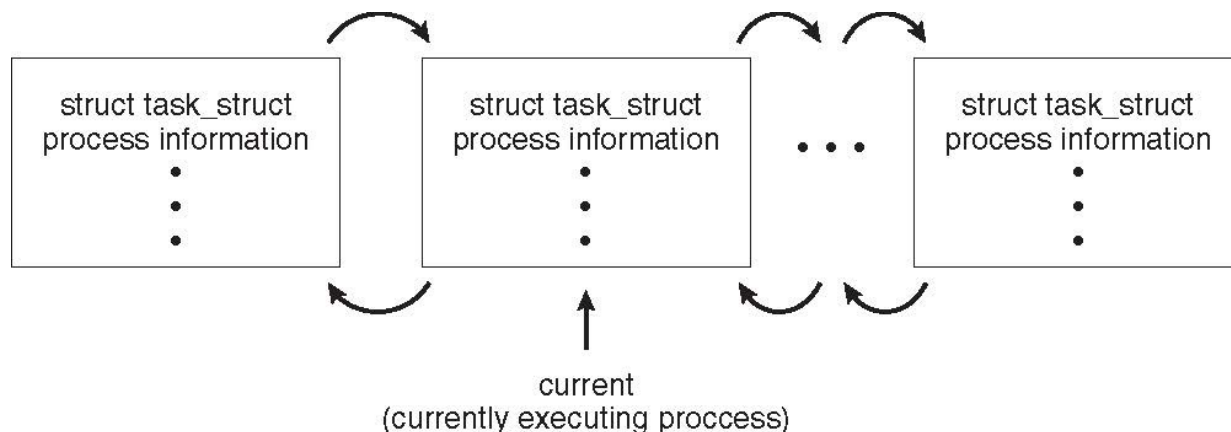 struct task_struct
process information
struct task_struct
process information
struct task_struct
process information
current
(currently executing proccess)